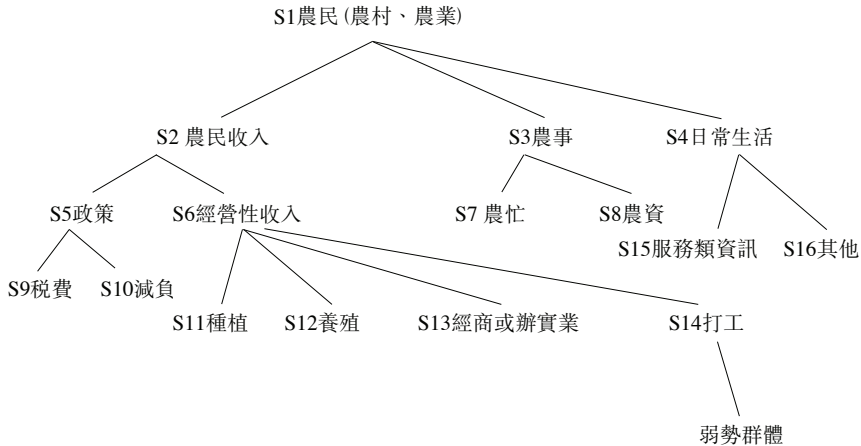 S1農民 (農村、農業)
S2 農民收入
S3農事
S4日常生活
S5政策
S6經營性收入
S7 農忙
S8農資
S15服務類資訊
S16其他
S9稅費
S10減負
S11種植
S12養殖
S13經商或辦實業
S14打工
弱勢群體